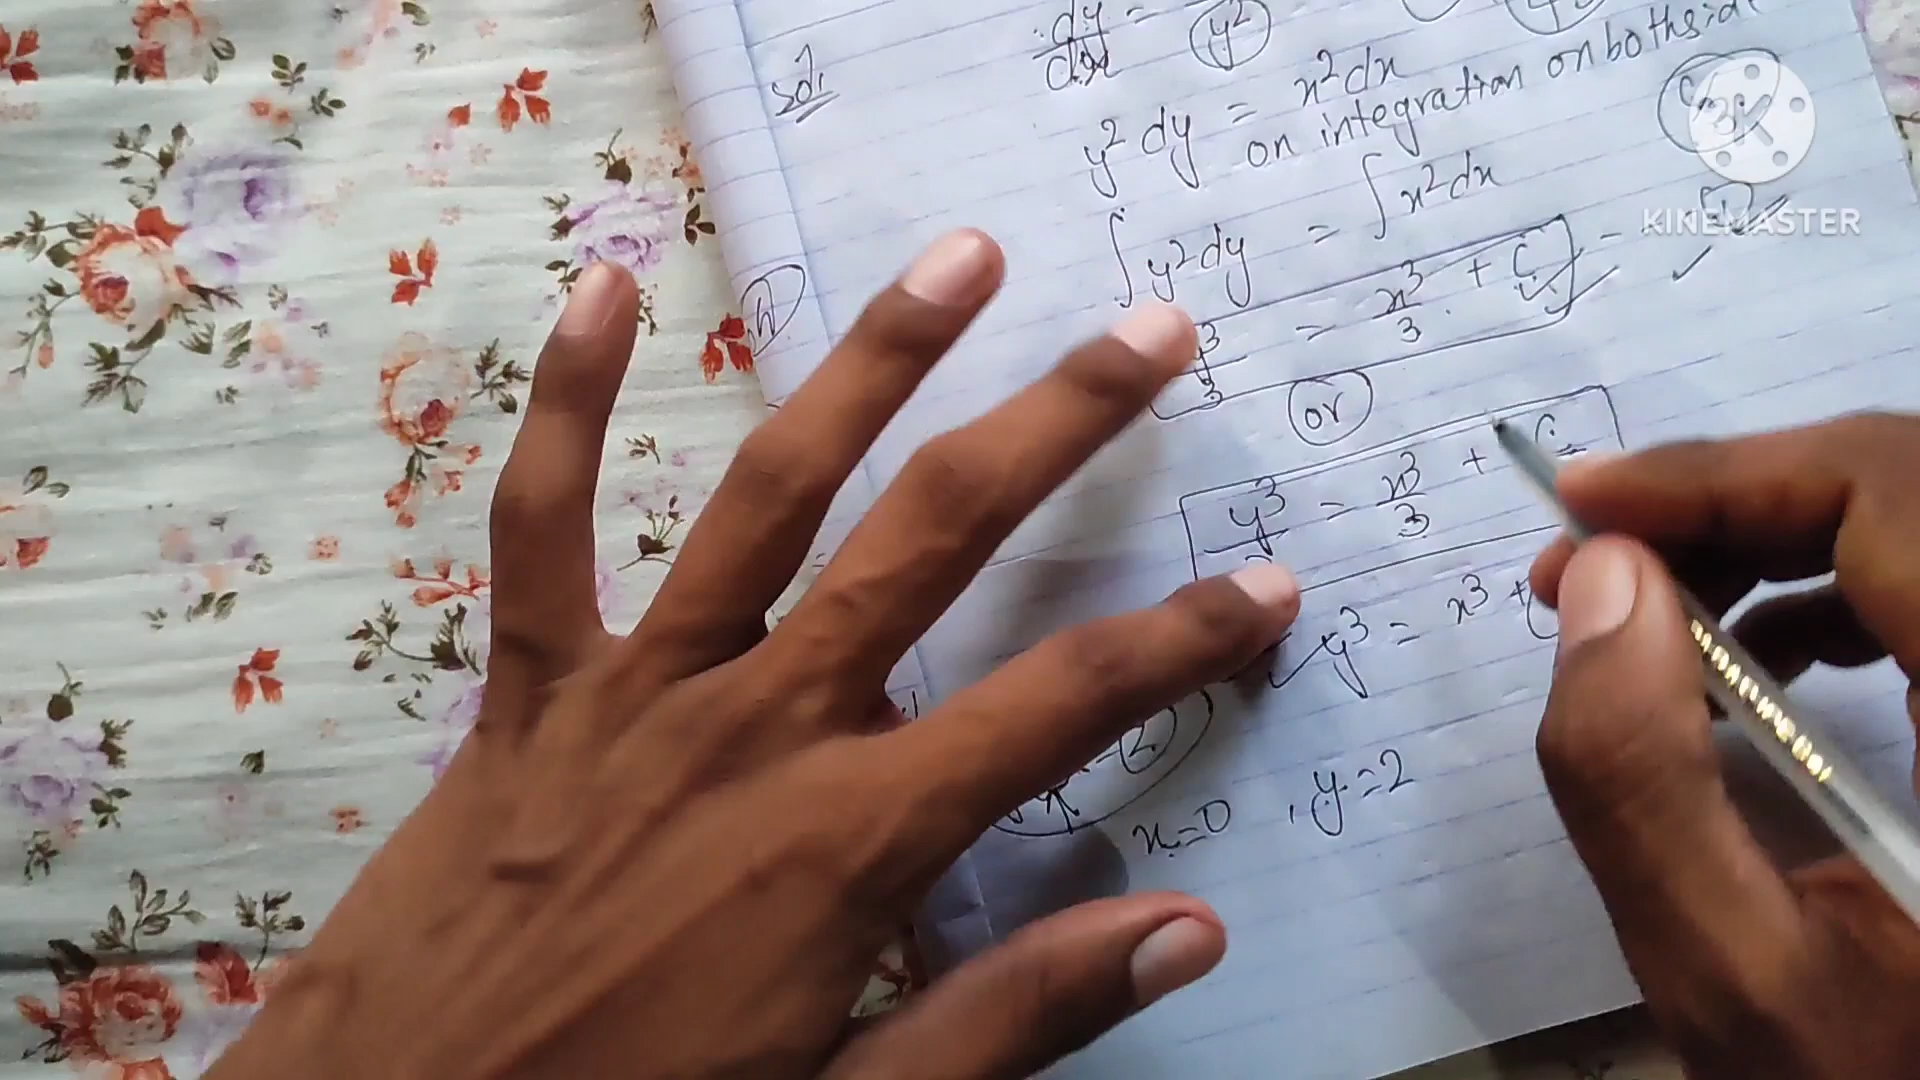 dy/dx = /y²
Sol.
y² dy = x² dx
on integration on both side
∫ y² dy = ∫ x² dx
y³/3 = x³/3 + C
or
y³ = x³/3 + C
y³ = x³ +
x=0 , y=2
3K
KINEMASTER